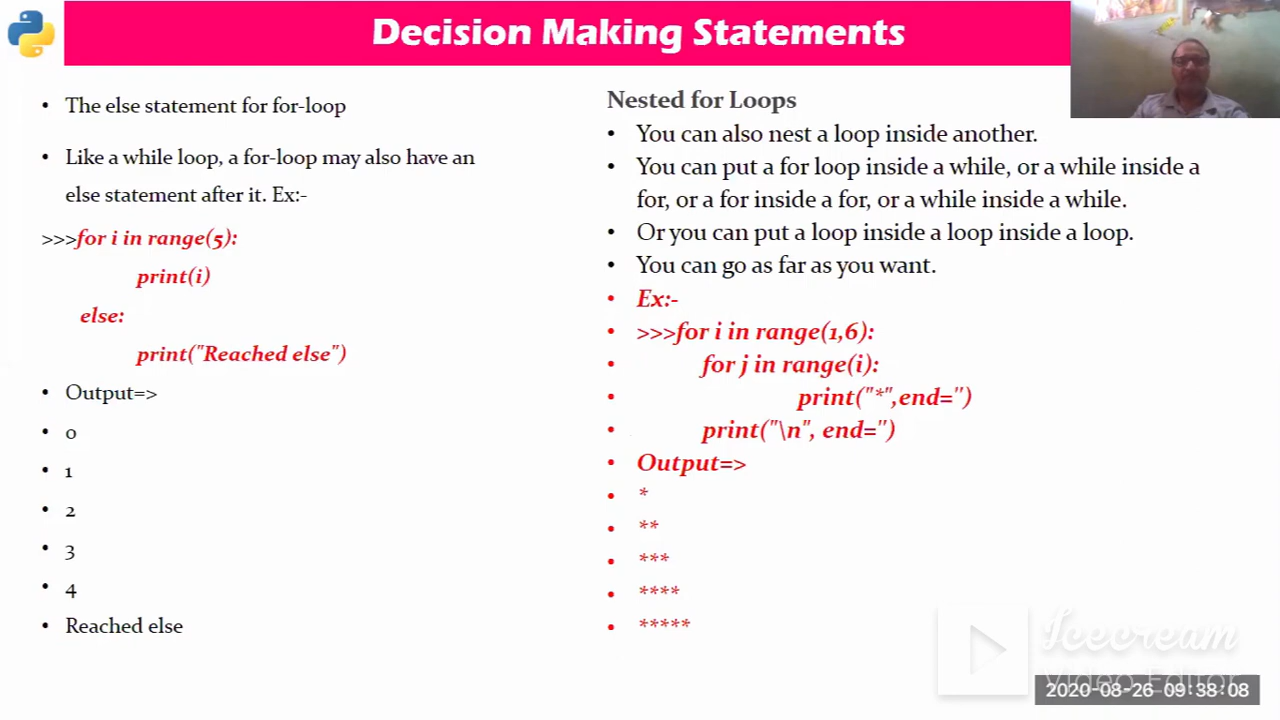 Decision Making Statements
• The else statement for for-loop
• Like a while loop, a for-loop may also have an
else statement after it. Ex:-
>>>for i in range(5):
print(i)
else:
print("Reached else")
• Output=>
• 0
• 1
• 2
• 3
• 4
• Reached else
Nested for Loops
• You can also nest a loop inside another.
• You can put a for loop inside a while, or a while inside a
for, or a for inside a for, or a while inside a while.
• Or you can put a loop inside a loop inside a loop.
• You can go as far as you want.
• Ex:-
• >>>for i in range(1,6):
• for j in range(i):
• print("*",end='')
• print("\n", end='')
• Output=>
• *
• **
• ***
• ****
• *****
Icecream
Video Editor
2020-08-26 09:38:08